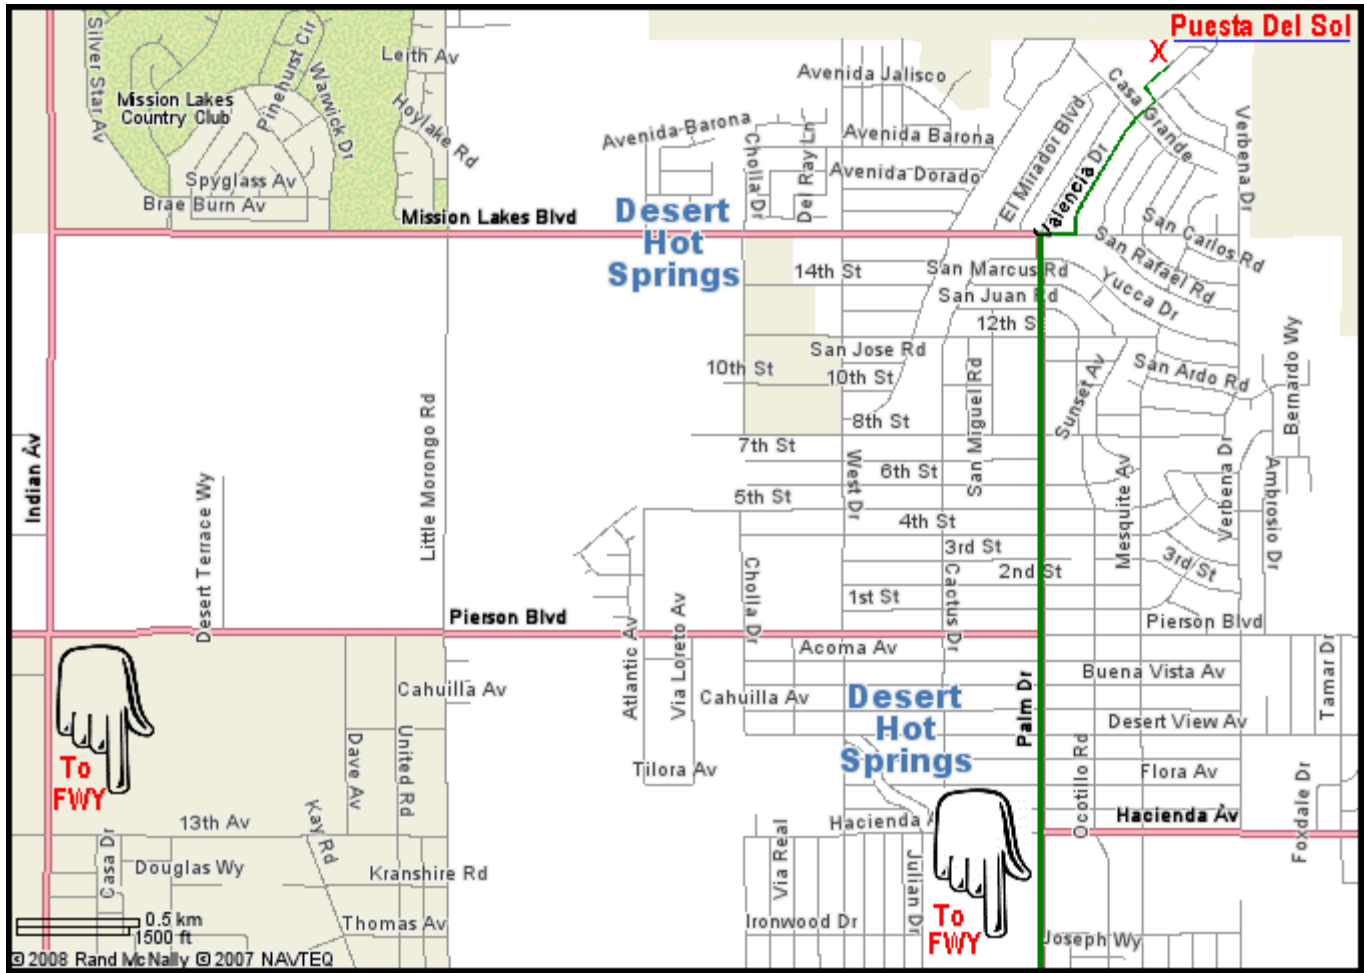 Puesta Del Sol
X
Silver Star Av
Pinehurst Cir
Leith Av
Warwick Dr
Mission Lakes
Country Club
Hoylake Rd
Avenida Jalisco
Casa Grande
El Mirador Blvd
Verbena Dr
Avenida Barona
Cholla Dr
Del Ray Ln
Avenida Barona
Avenida Dorado
Valencia Dr
Spyglass Av
Brae Burn Av
Mission Lakes Blvd
Desert
Hot
Springs
San Carlos Rd
San Rafael Rd
14th St
San Marcus Rd
Yucca Dr
San Juan Rd
12th St
San Jose Rd
10th St
10th St
San Miguel Rd
Sunset Av
San Ardo Rd
Bernardo Wy
Indian Av
Little Morongo Rd
Desert Terrace Wy
8th St
7th St
West Dr
6th St
5th St
4th St
3rd St
2nd St
1st St
Mesquite Av
Verbena Dr
Ambrosio Dr
3rd St
Cholla Dr
Cactus Dr
Pierson Blvd
Pierson Blvd
Atlantic Av
Via Loreto Av
Acoma Av
Cahuilla Av
Cahuilla Av
Desert
Hot
Springs
Palm Dr
Buena Vista Av
Desert View Av
Tamar Dr
To
FWY
Dave Av
United Rd
Tilora Av
Ocotillo Rd
Flora Av
Foxdale Dr
Hacienda Av
Hacienda
13th Av
Kay Rd
Casa Dr
Douglas Wy
Kranshire Rd
Via Real
Julian Dr
To
FWY
0.5 km
1500 ft
Thomas Av
Ironwood Dr
Joseph Wy
© 2008 Rand McNally © 2007 NAVTEQ